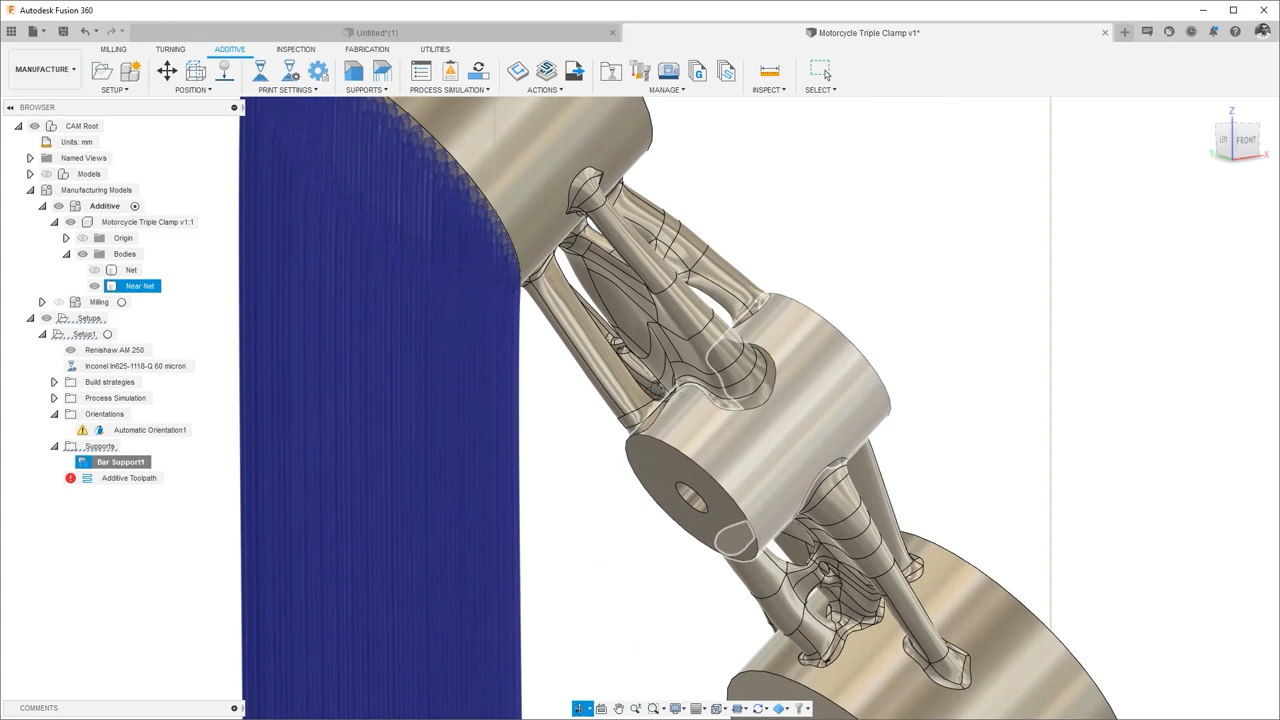 Autodesk Fusion 360
Untitled*(1)
Motorcycle Triple Clamp v1*
MILLING TURNING ADDITIVE INSPECTION FABRICATION UTILITIES
MANUFACTURE
SETUP POSITION PRINT SETTINGS SUPPORTS PROCESS SIMULATION ACTIONS MANAGE INSPECT SELECT
BROWSER
CAM Root
Units: mm
Named Views
Models
Manufacturing Models
Additive
Motorcycle Triple Clamp v1:1
Origin
Bodies
Net
Near Net
Milling
Setups
Setup1
Renishaw AM 250
Inconel In625-1118-Q 60 micron
Build strategies
Process Simulation
Orientations
Automatic Orientation1
Supports
Bar Support1
Additive Toolpath
Z
LEFT FRONT
Y X
COMMENTS